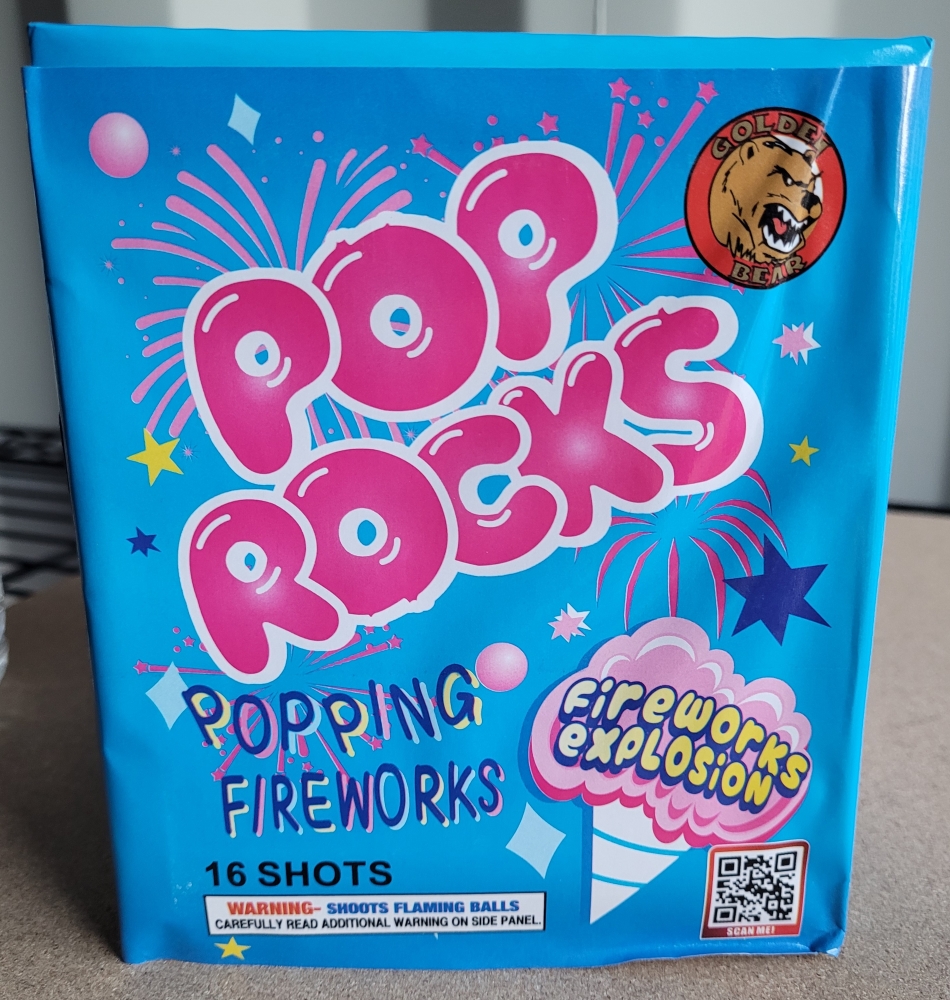 GOLDEN
BEAR
POP
ROCKS
POPPING
FIREWORKS
FiREWORKS
EXPLOSiON
16 SHOTS
WARNING- SHOOTS FLAMING BALLS
CAREFULLY READ ADDITIONAL WARNING ON SIDE PANEL.
SCAN ME!